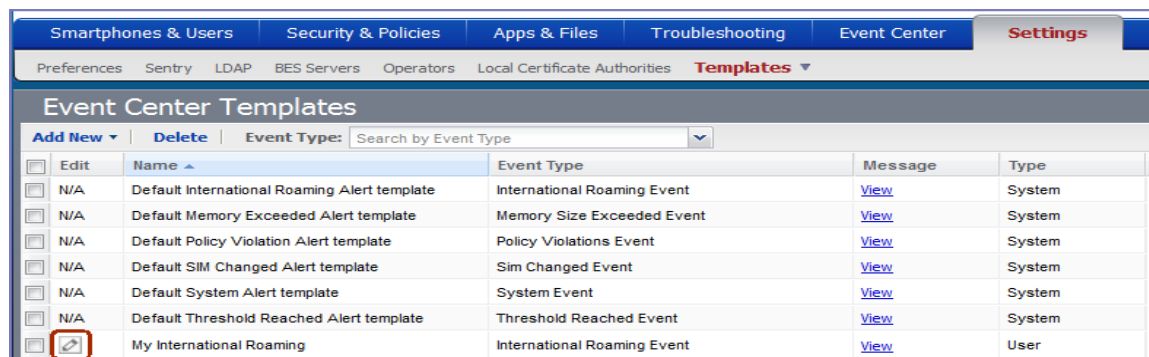 Smartphones & Users Security & Policies Apps & Files Troubleshooting Event Center Settings
Preferences Sentry LDAP BES Servers Operators Local Certificate Authorities Templates
Event Center Templates
Add New Delete Event Type: Search by Event Type
Edit Name Event Type Message Type
N/A Default International Roaming Alert template International Roaming Event View System
N/A Default Memory Exceeded Alert template Memory Size Exceeded Event View System
N/A Default Policy Violation Alert template Policy Violations Event View System
N/A Default SIM Changed Alert template Sim Changed Event View System
N/A Default System Alert template System Event View System
N/A Default Threshold Reached Alert template Threshold Reached Event View System
My International Roaming International Roaming Event View User